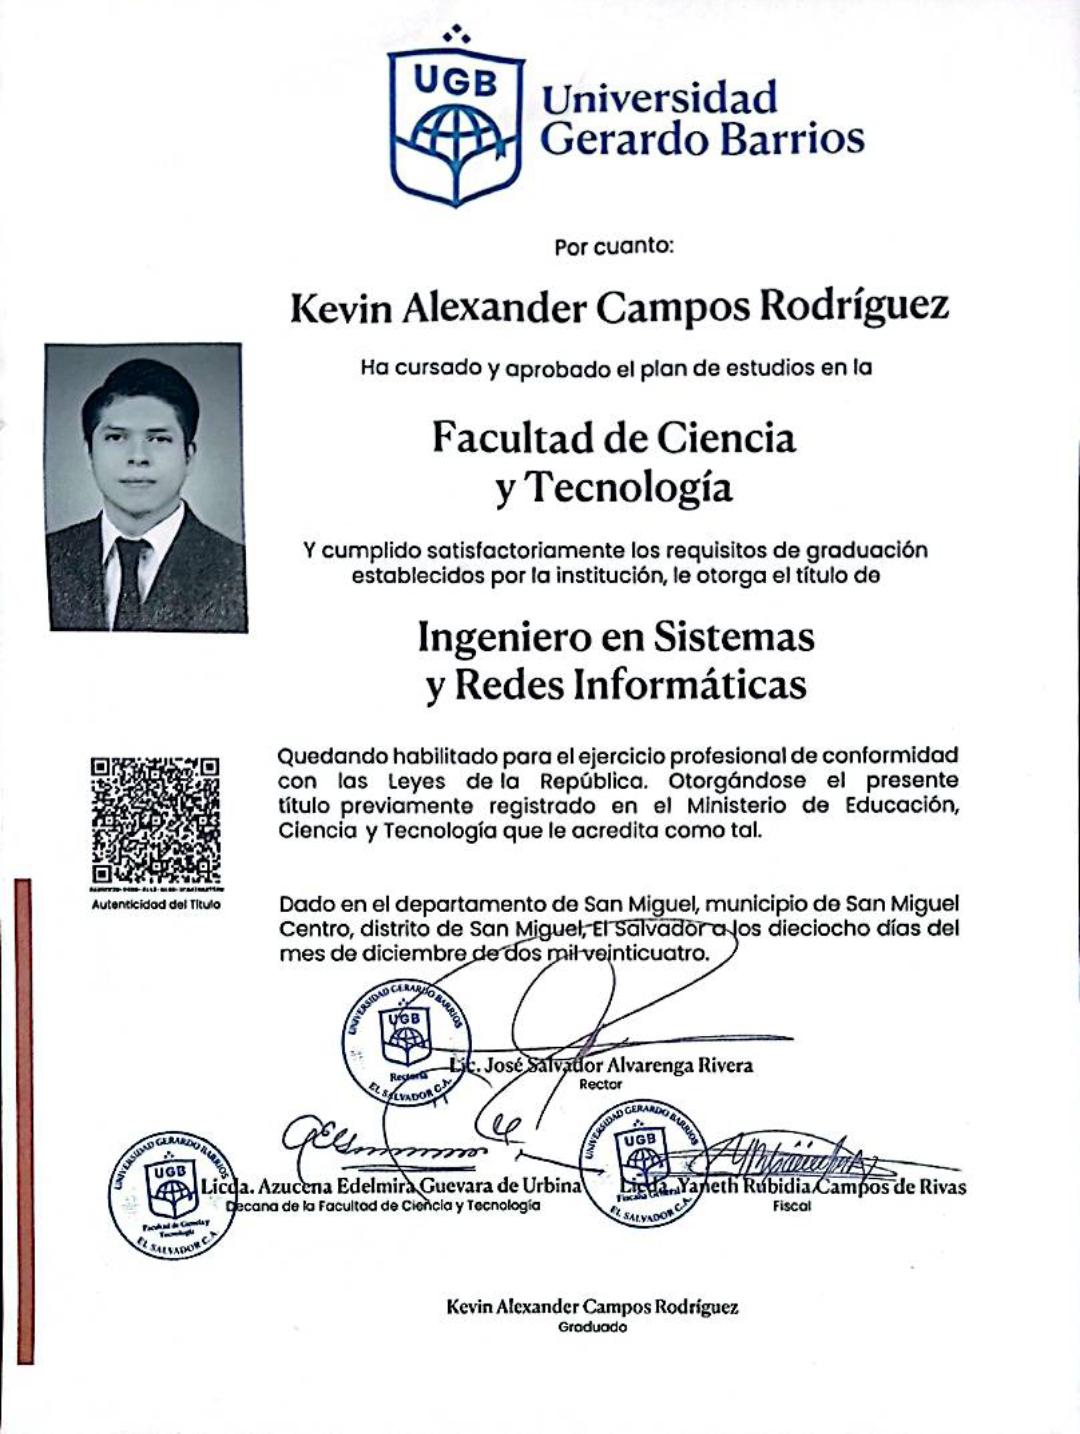 UGB
Universidad
Gerardo Barrios
Por cuanto:
Kevin Alexander Campos Rodríguez
Ha cursado y aprobado el plan de estudios en la
Facultad de Ciencia
y Tecnología
Y cumplido satisfactoriamente los requisitos de graduación
establecidos por la institución, le otorga el título de
Ingeniero en Sistemas
y Redes Informáticas
Quedando habilitado para el ejercicio profesional de conformidad
con las Leyes de la República. Otorgándose el presente
título previamente registrado en el Ministerio de Educación,
Ciencia y Tecnología que le acredita como tal.
Autenticidad del Título
Dado en el departamento de San Miguel, municipio de San Miguel
Centro, distrito de San Miguel, El Salvador a los dieciocho días del
mes de diciembre de dos mil veinticuatro.
UNIVERSIDAD GERARDO BARRIOS
UGB
Rectoría
EL SALVADOR C.A.
Lic. José Salvador Alvarenga Rivera
Rector
UNIVERSIDAD GERARDO BARRIOS
UGB
Facultad de Ciencia y
Tecnología
EL SALVADOR C.A.
Licda. Azucena Edelmira Guevara de Urbina
Decana de la Facultad de Ciencia y Tecnología
UNIVERSIDAD GERARDO BARRIOS
UGB
Fiscalía General
EL SALVADOR C.A.
Licda. Yaneth Rubidia Campos de Rivas
Fiscal
Kevin Alexander Campos Rodríguez
Graduado